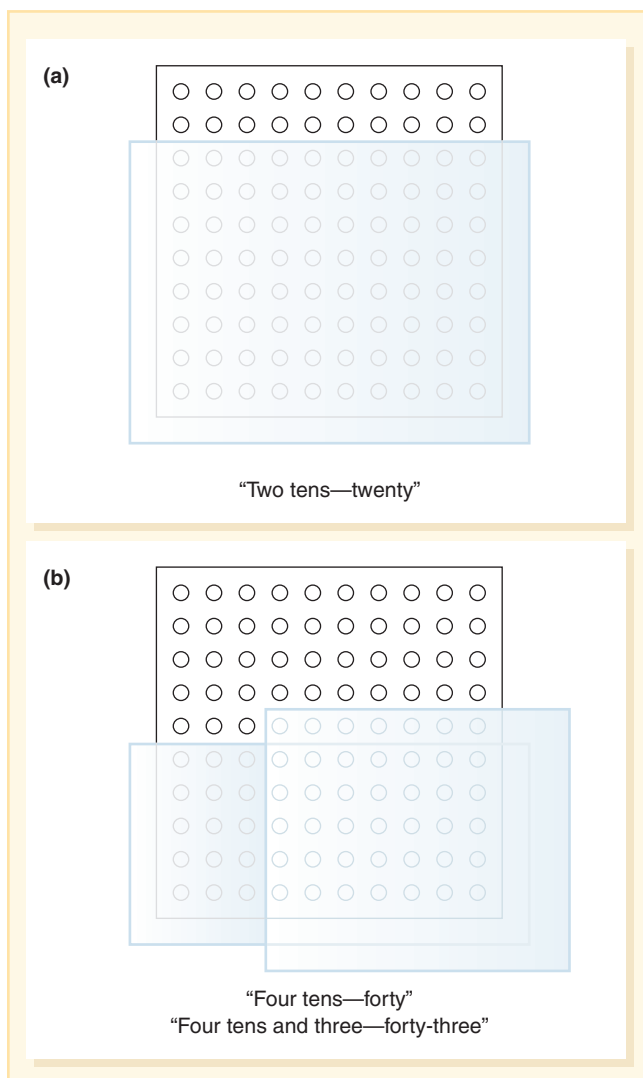 (a)
“Two tens—twenty”
(b)
“Four tens—forty”
“Four tens and three—forty-three”